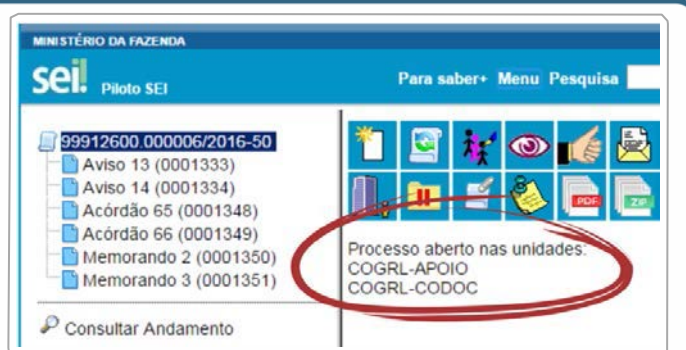 MINISTÉRIO DA FAZENDA
sei! Piloto SEI
Para saber+ Menu Pesquisa
99912600.000006/2016-50
Aviso 13 (0001333)
Aviso 14 (0001334)
Acórdão 65 (0001348)
Acórdão 66 (0001349)
Memorando 2 (0001350)
Memorando 3 (0001351)
Consultar Andamento
PDF
ZIP
Processo aberto nas unidades:
COGRL-APOIO
COGRL-CODOC